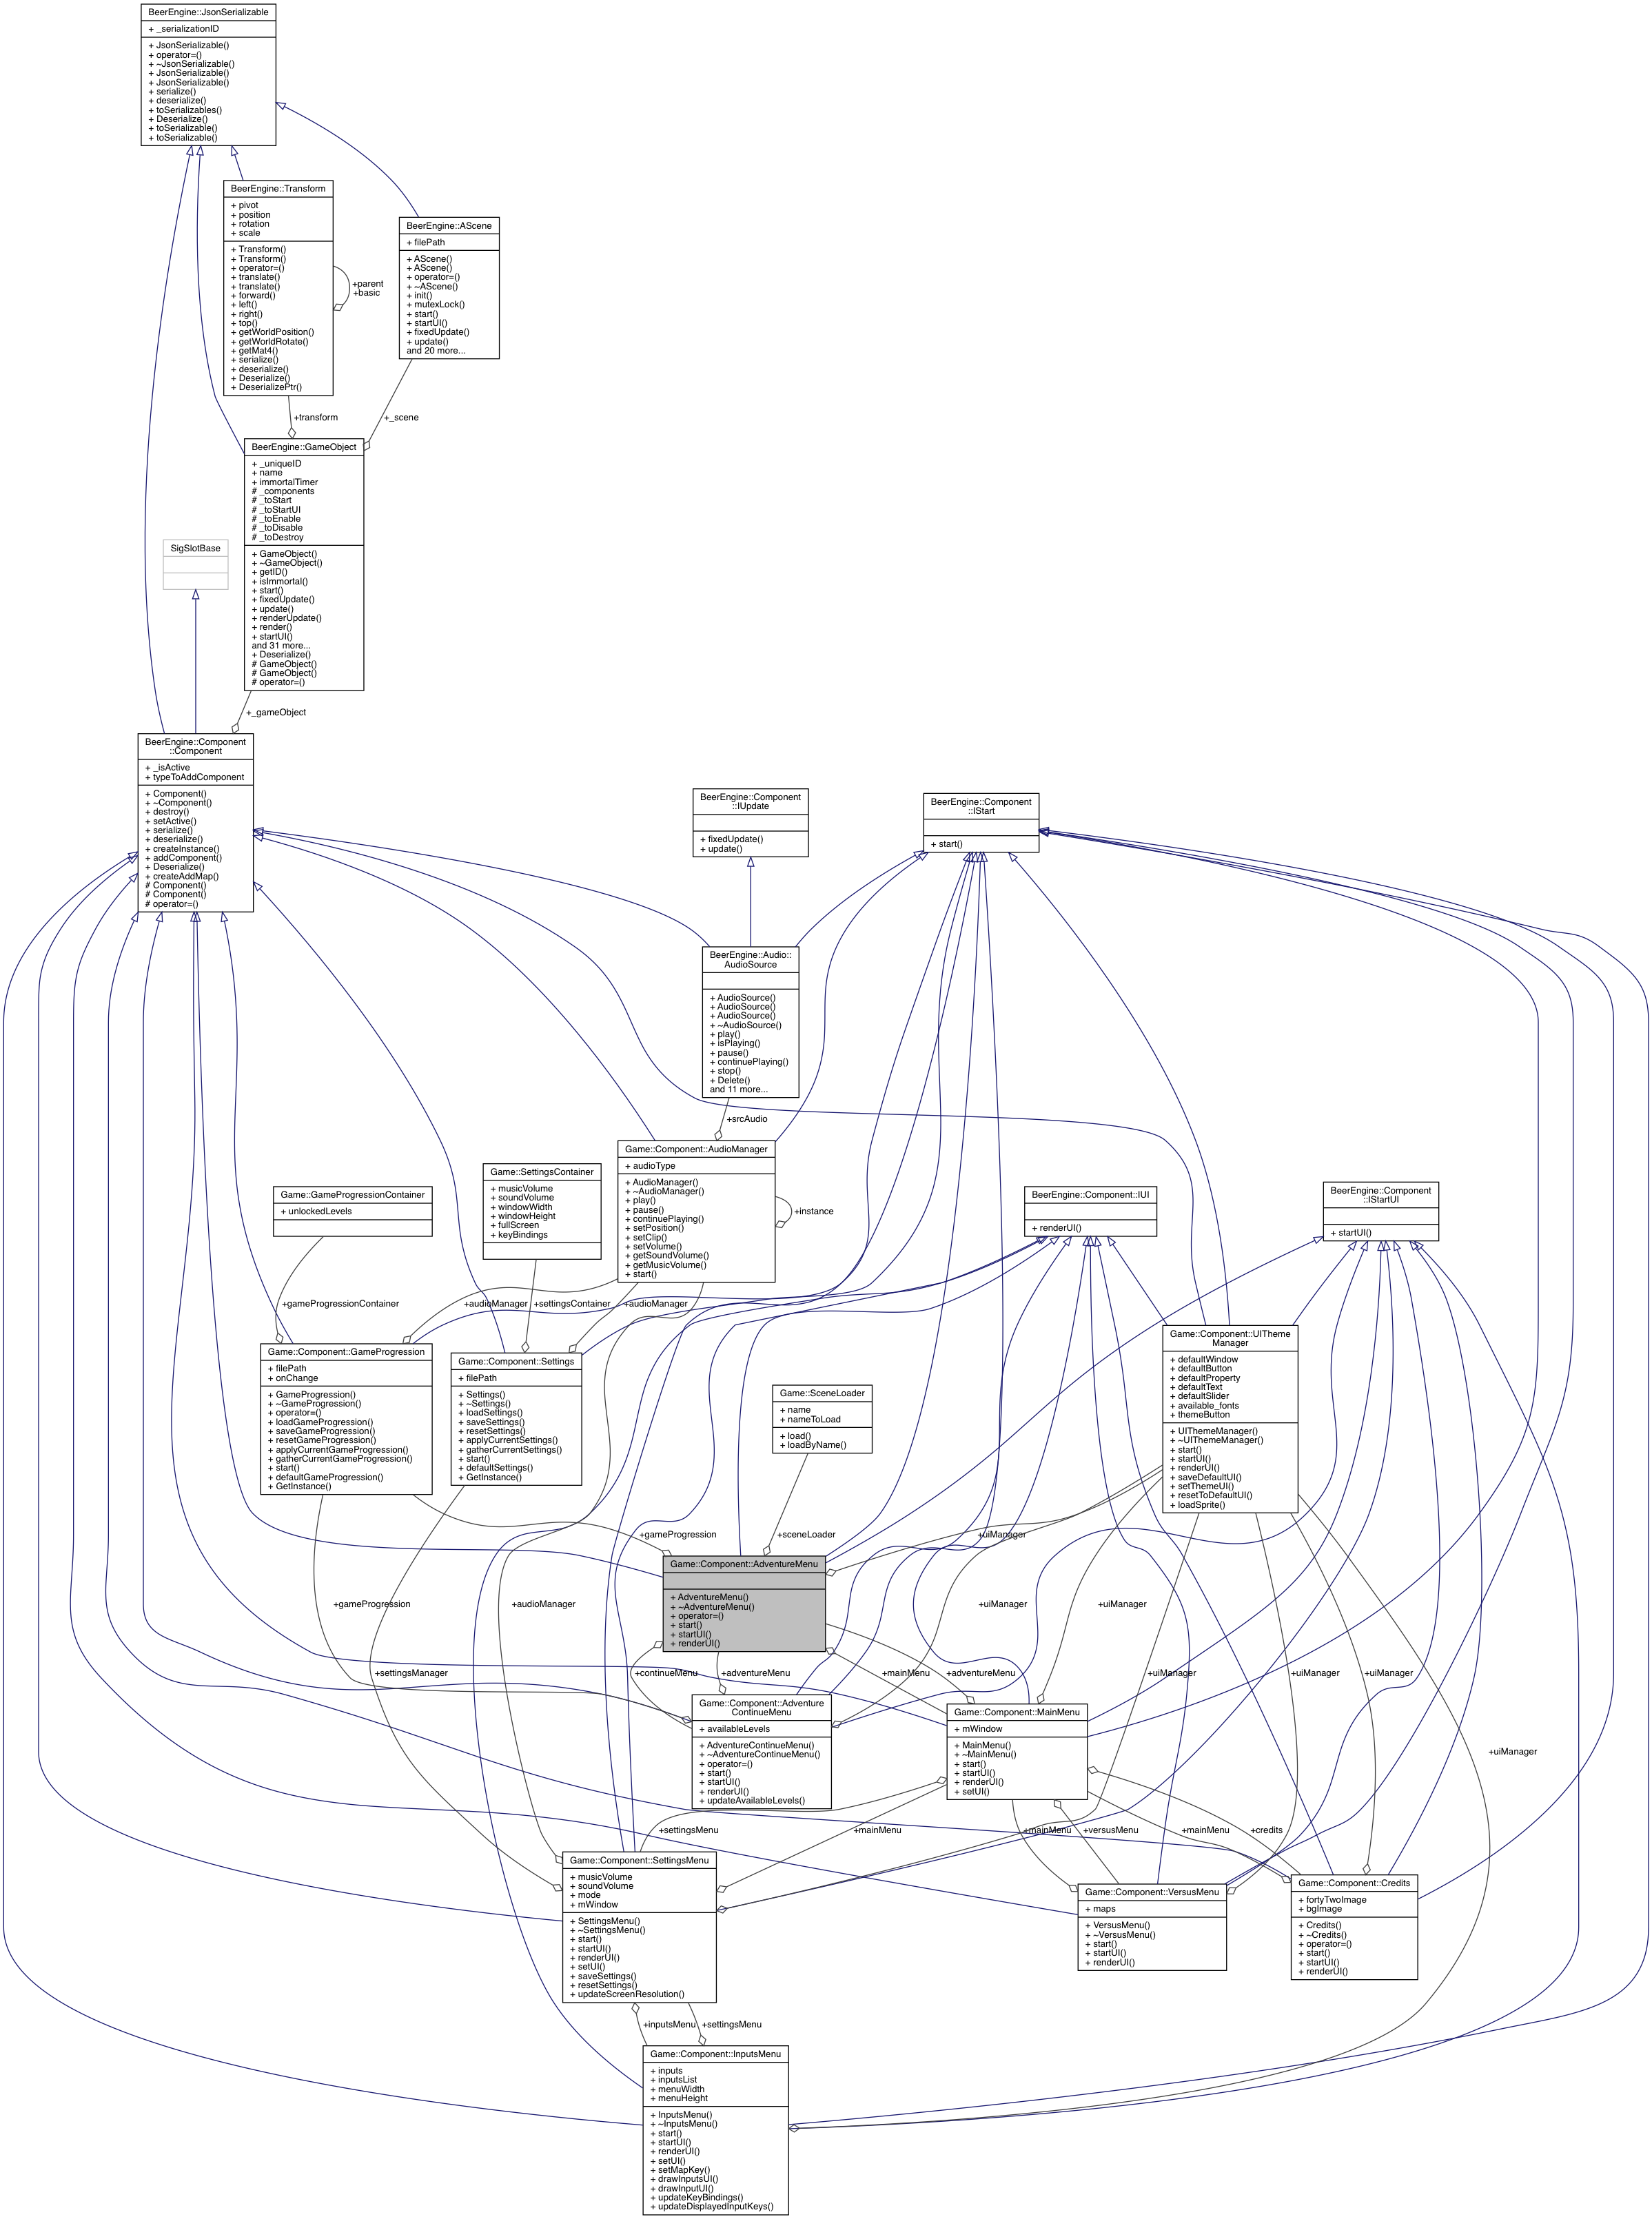 BeerEngine::JsonSerializable
+ _serializationID
+ JsonSerializable()
+ operator=()
+ ~JsonSerializable()
+ JsonSerializable()
+ JsonSerializable()
+ serialize()
+ deserialize()
+ toSerializables()
+ Deserialize()
+ toSerializable()
+ toSerializable()
BeerEngine::Transform
+ pivot
+ position
+ rotation
+ scale
+ Transform()
+ Transform()
+ operator=()
+ translate()
+ translate()
+ forward()
+ left()
+ right()
+ top()
+ getWorldPosition()
+ getWorldRotate()
+ getMat4()
+ serialize()
+ deserialize()
+ Deserialize()
+ DeserializePtr()
+parent
+basic
BeerEngine::AScene
+ filePath
+ AScene()
+ AScene()
+ operator=()
+ ~AScene()
+ init()
+ mutexLock()
+ start()
+ startUI()
+ fixedUpdate()
+ update()
and 20 more...
+transform
+_scene
BeerEngine::GameObject
+ _uniqueID
+ name
+ immortalTimer
# _components
# _toStart
# _toStartUI
# _toEnable
# _toDisable
# _toDestroy
+ GameObject()
+ ~GameObject()
+ getID()
+ isImmortal()
+ start()
+ fixedUpdate()
+ update()
+ renderUpdate()
+ render()
+ startUI()
and 31 more...
+ Deserialize()
# GameObject()
# GameObject()
# operator=()
SigSlotBase
+_gameObject
BeerEngine::Component
::Component
+ _isActive
+ typeToAddComponent
+ Component()
+ ~Component()
+ destroy()
+ setActive()
+ serialize()
+ deserialize()
+ createInstance()
+ addComponent()
+ Deserialize()
+ createAddMap()
# Component()
# Component()
# operator=()
BeerEngine::Component
::IUpdate
+ fixedUpdate()
+ update()
BeerEngine::Component
::IStart
+ start()
BeerEngine::Audio::
AudioSource
+ AudioSource()
+ AudioSource()
+ AudioSource()
+ ~AudioSource()
+ play()
+ isPlaying()
+ pause()
+ continuePlaying()
+ stop()
+ Delete()
and 11 more...
+srcAudio
Game::Component::AudioManager
+ audioType
+ AudioManager()
+ ~AudioManager()
+ play()
+ pause()
+ continuePlaying()
+ setPosition()
+ setClip()
+ setVolume()
+ getSoundVolume()
+ getMusicVolume()
+ start()
+instance
Game::SettingsContainer
+ musicVolume
+ soundVolume
+ windowWidth
+ windowHeight
+ fullScreen
+ keyBindings
Game::GameProgressionContainer
+ unlockedLevels
BeerEngine::Component::IUI
+ renderUI()
BeerEngine::Component
::IStartUI
+ startUI()
+gameProgressionContainer
+audioManager
+settingsContainer
+audioManager
Game::Component::GameProgression
+ filePath
+ onChange
+ GameProgression()
+ ~GameProgression()
+ operator=()
+ loadGameProgression()
+ saveGameProgression()
+ resetGameProgression()
+ applyCurrentGameProgression()
+ gatherCurrentGameProgression()
+ start()
+ defaultGameProgression()
+ GetInstance()
Game::Component::Settings
+ filePath
+ Settings()
+ ~Settings()
+ loadSettings()
+ saveSettings()
+ resetSettings()
+ applyCurrentSettings()
+ gatherCurrentSettings()
+ start()
+ defaultSettings()
+ GetInstance()
Game::SceneLoader
+ name
+ nameToLoad
+ load()
+ loadByName()
Game::Component::UITheme
Manager
+ defaultWindow
+ defaultButton
+ defaultProperty
+ defaultText
+ defaultSlider
+ available_fonts
+ themeButton
+ UIThemeManager()
+ ~UIThemeManager()
+ start()
+ startUI()
+ renderUI()
+ saveDefaultUI()
+ setThemeUI()
+ resetToDefaultUI()
+ loadSprite()
+gameProgression
+sceneLoader
+uiManager
Game::Component::AdventureMenu
+ AdventureMenu()
+ ~AdventureMenu()
+ operator=()
+ start()
+ startUI()
+ renderUI()
+gameProgression
+audioManager
+uiManager
+uiManager
+settingsManager
+continueMenu
+adventureMenu
+mainMenu
+adventureMenu
+uiManager
+uiManager
+uiManager
Game::Component::Adventure
ContinueMenu
+ availableLevels
+ AdventureContinueMenu()
+ ~AdventureContinueMenu()
+ operator=()
+ start()
+ startUI()
+ renderUI()
+ updateAvailableLevels()
Game::Component::MainMenu
+ mWindow
+ MainMenu()
+ ~MainMenu()
+ start()
+ startUI()
+ renderUI()
+ setUI()
+uiManager
+settingsMenu
+mainMenu
+mainMenu
+versusMenu
+mainMenu
+credits
Game::Component::SettingsMenu
+ musicVolume
+ soundVolume
+ mode
+ mWindow
+ SettingsMenu()
+ ~SettingsMenu()
+ start()
+ startUI()
+ renderUI()
+ setUI()
+ saveSettings()
+ resetSettings()
+ updateScreenResolution()
Game::Component::VersusMenu
+ maps
+ VersusMenu()
+ ~VersusMenu()
+ start()
+ startUI()
+ renderUI()
Game::Component::Credits
+ fortyTwoImage
+ bgImage
+ Credits()
+ ~Credits()
+ operator=()
+ start()
+ startUI()
+ renderUI()
+inputsMenu
+settingsMenu
Game::Component::InputsMenu
+ inputs
+ inputsList
+ menuWidth
+ menuHeight
+ InputsMenu()
+ ~InputsMenu()
+ start()
+ startUI()
+ renderUI()
+ setUI()
+ setMapKey()
+ drawInputsUI()
+ drawInputUI()
+ updateKeyBindings()
+ updateDisplayedInputKeys()